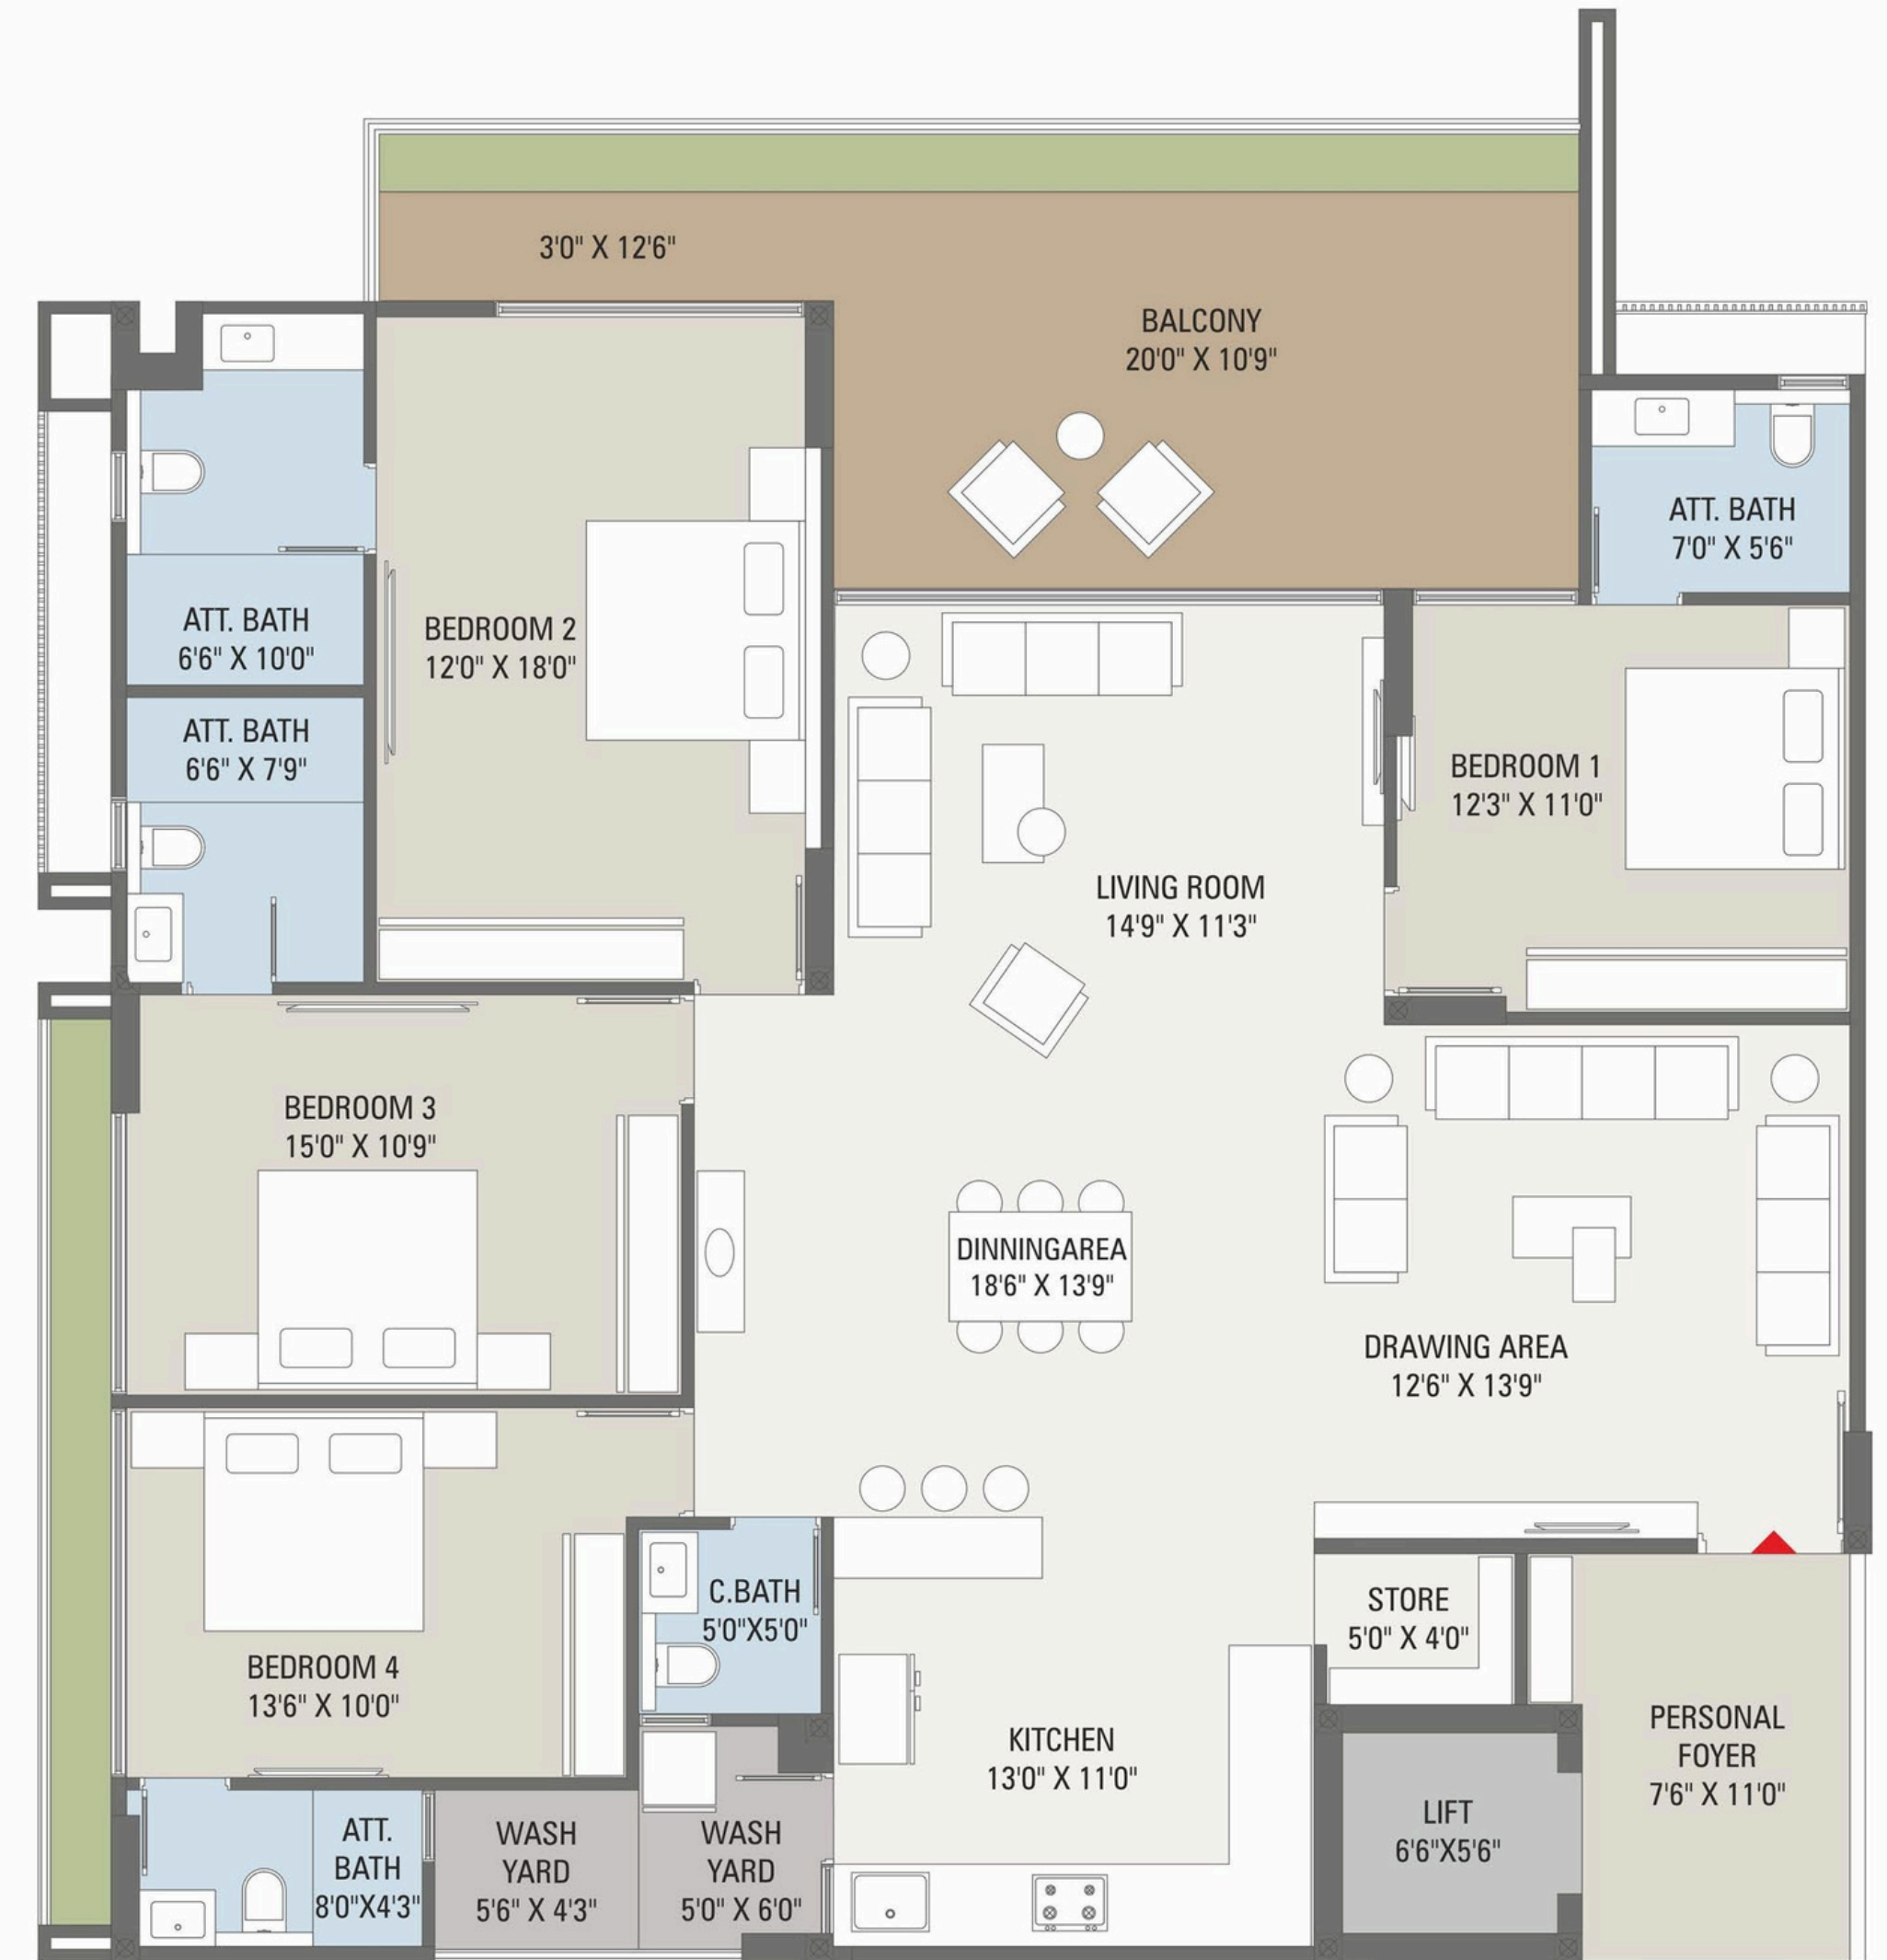 3'0" X 12'6"
BALCONY
20'0" X 10'9"
ATT. BATH
7'0" X 5'6"
ATT. BATH
6'6" X 10'0"
BEDROOM 2
12'0" X 18'0"
ATT. BATH
6'6" X 7'9"
BEDROOM 1
12'3" X 11'0"
LIVING ROOM
14'9" X 11'3"
BEDROOM 3
15'0" X 10'9"
DINNINGAREA
18'6" X 13'9"
DRAWING AREA
12'6" X 13'9"
C.BATH
5'0"X5'0"
STORE
5'0" X 4'0"
BEDROOM 4
13'6" X 10'0"
KITCHEN
13'0" X 11'0"
PERSONAL
FOYER
7'6" X 11'0"
LIFT
6'6"X5'6"
ATT.
BATH
8'0"X4'3"
WASH
YARD
5'6" X 4'3"
WASH
YARD
5'0" X 6'0"